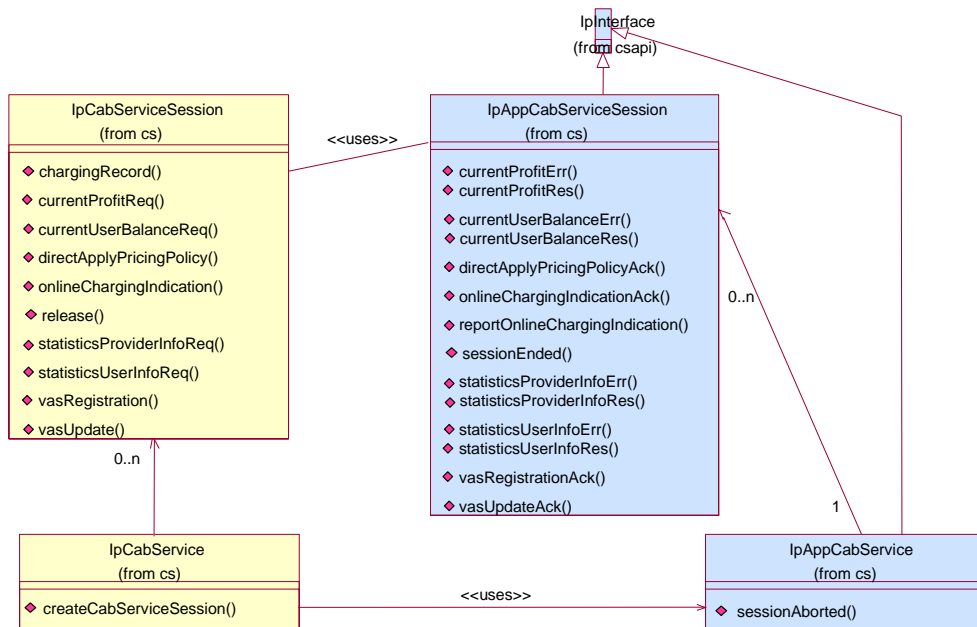 IpInterface
(from csapi)
IpCabServiceSession
(from cs)
chargingRecord()
currentProfitReq()
currentUserBalanceReq()
directApplyPricingPolicy()
onlineChargingIndication()
release()
statisticsProviderInfoReq()
statisticsUserInfoReq()
vasRegistration()
vasUpdate()
<<uses>>
IpAppCabServiceSession
(from cs)
currentProfitErr()
currentProfitRes()
currentUserBalanceErr()
currentUserBalanceRes()
directApplyPricingPolicyAck()
onlineChargingIndicationAck()
reportOnlineChargingIndication()
sessionEnded()
statisticsProviderInfoErr()
statisticsProviderInfoRes()
statisticsUserInfoErr()
statisticsUserInfoRes()
vasRegistrationAck()
vasUpdateAck()
0..n
0..n
1
IpCabService
(from cs)
createCabServiceSession()
<<uses>>
IpAppCabService
(from cs)
sessionAborted()